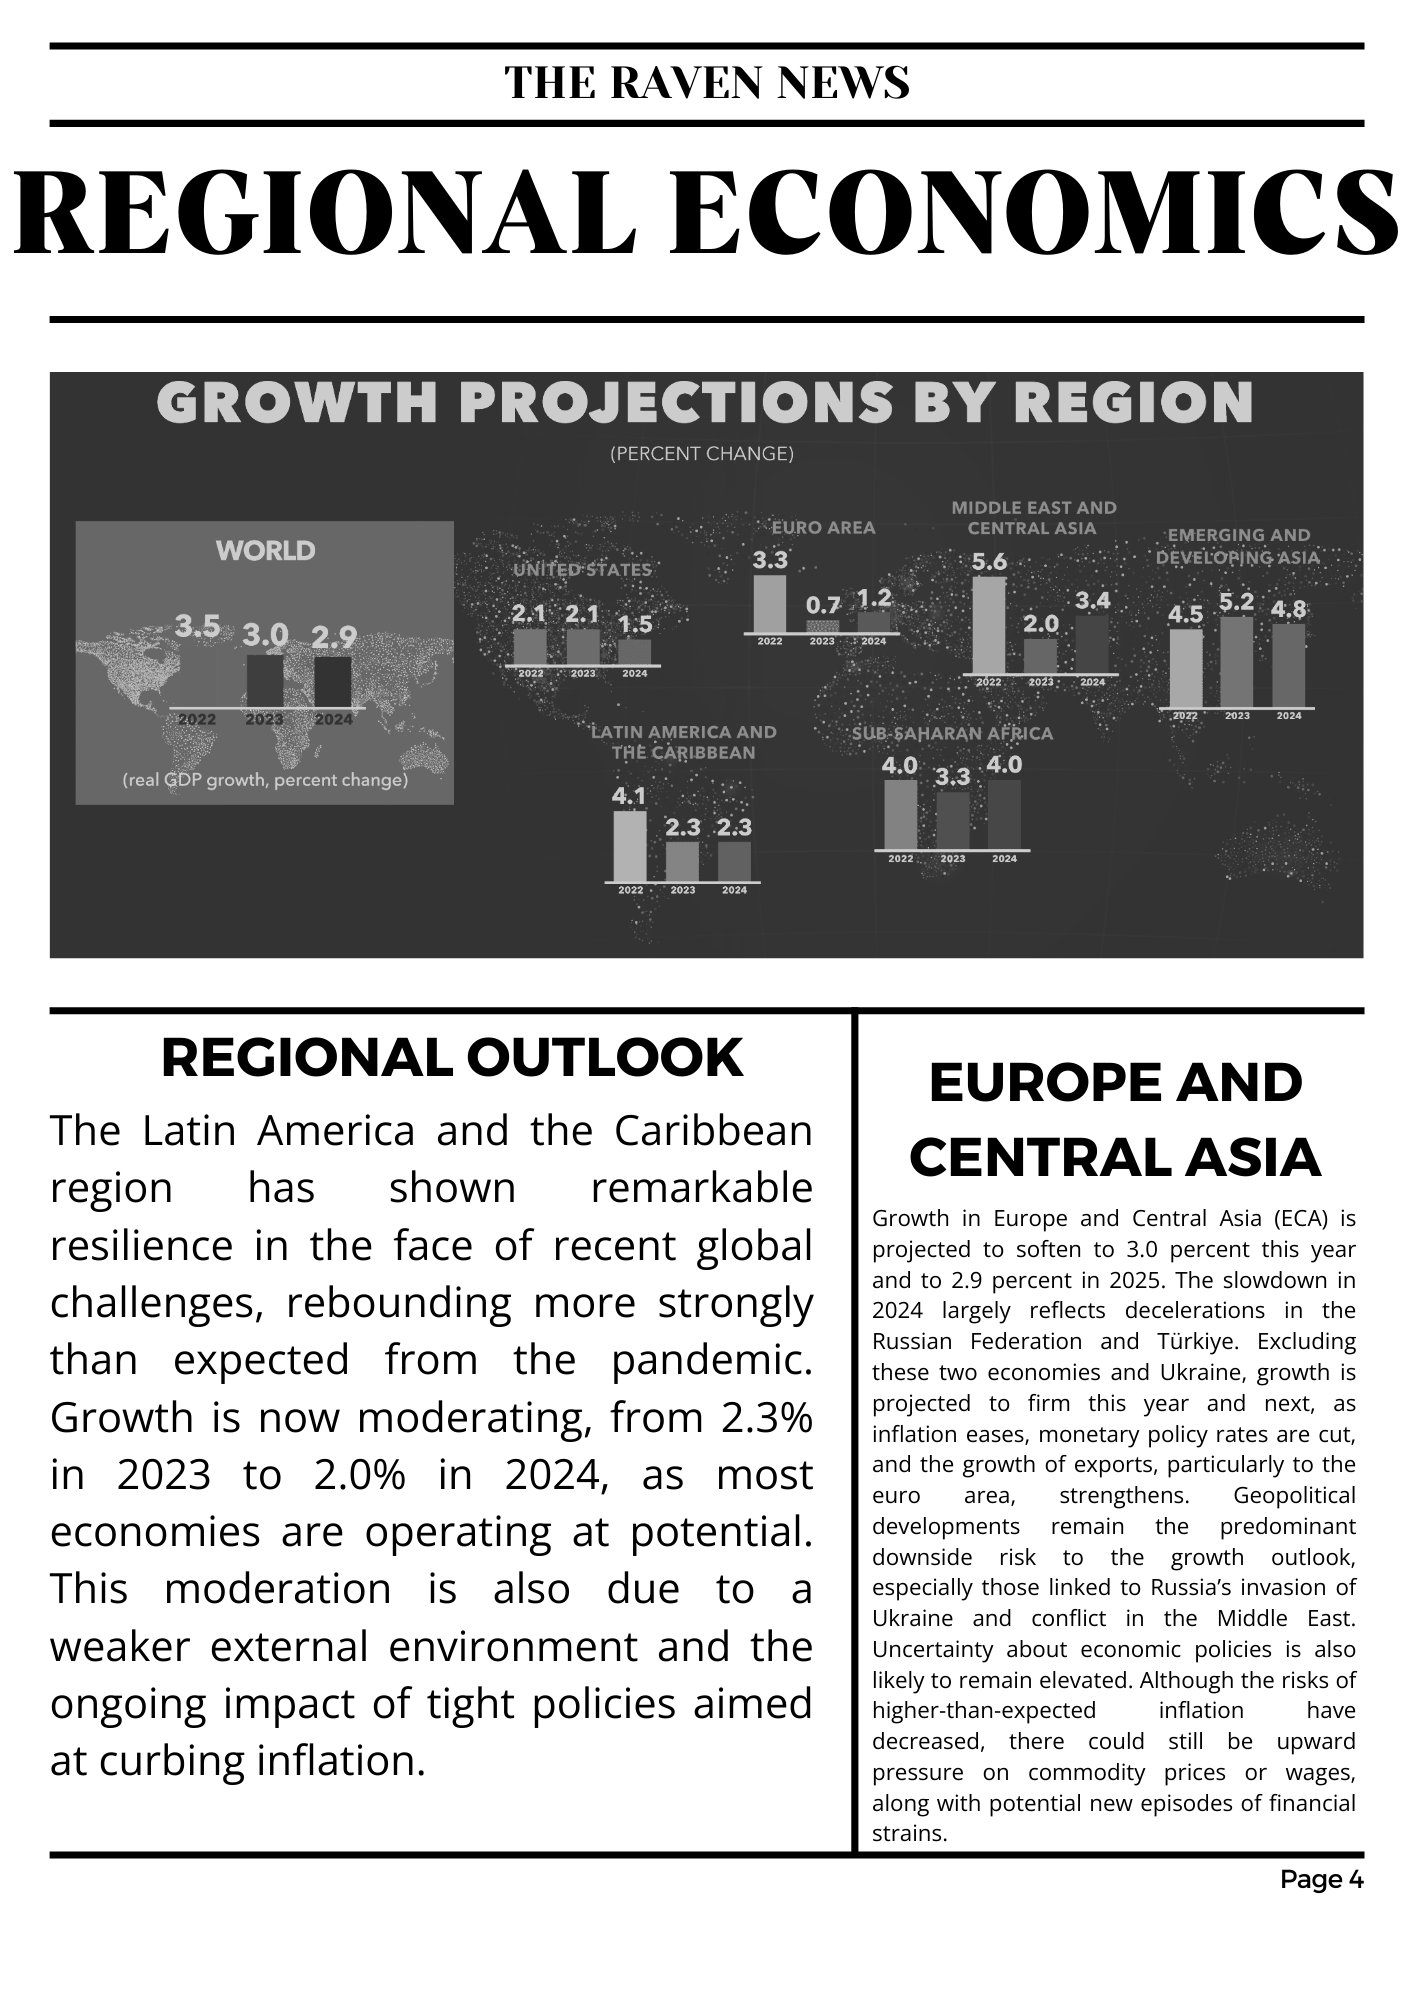 THE RAVEN NEWS
REGIONAL ECONOMICS
GROWTH PROJECTIONS BY REGION
(PERCENT CHANGE)
WORLD
3.5 3.0 2.9
2022 2023 2024
(real GDP growth, percent change)
UNITED STATES
2.1 2.1 1.5
2022 2023 2024
EURO AREA
3.3 0.7 1.2
2022 2023 2024
MIDDLE EAST AND
CENTRAL ASIA
5.6 2.0 3.4
2022 2023 2024
EMERGING AND
DEVELOPING ASIA
4.5 5.2 4.8
2022 2023 2024
LATIN AMERICA AND
THE CARIBBEAN
4.1 2.3 2.3
2022 2023 2024
SUB-SAHARAN AFRICA
4.0 3.3 4.0
2022 2023 2024
REGIONAL OUTLOOK
The Latin America and the Caribbean
region has shown remarkable
resilience in the face of recent global
challenges, rebounding more strongly
than expected from the pandemic.
Growth is now moderating, from 2.3%
in 2023 to 2.0% in 2024, as most
economies are operating at potential.
This moderation is also due to a
weaker external environment and the
ongoing impact of tight policies aimed
at curbing inflation.
EUROPE AND
CENTRAL ASIA
Growth in Europe and Central Asia (ECA) is
projected to soften to 3.0 percent this year
and to 2.9 percent in 2025. The slowdown in
2024 largely reflects decelerations in the
Russian Federation and Türkiye. Excluding
these two economies and Ukraine, growth is
projected to firm this year and next, as
inflation eases, monetary policy rates are cut,
and the growth of exports, particularly to the
euro area, strengthens. Geopolitical
developments remain the predominant
downside risk to the growth outlook,
especially those linked to Russia’s invasion of
Ukraine and conflict in the Middle East.
Uncertainty about economic policies is also
likely to remain elevated. Although the risks of
higher-than-expected inflation have
decreased, there could still be upward
pressure on commodity prices or wages,
along with potential new episodes of financial
strains.
Page 4